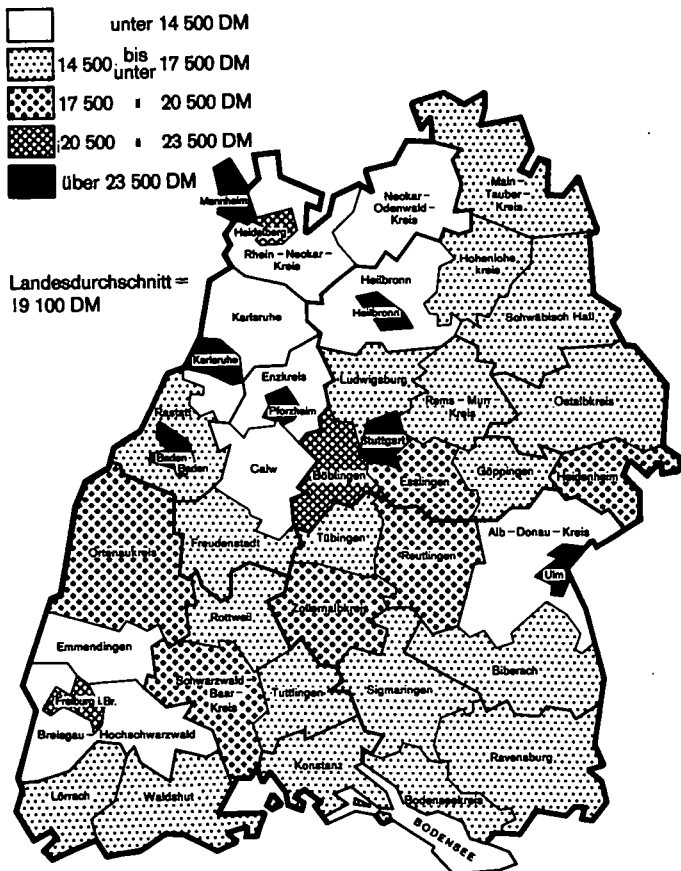 unter 14 500 DM
14 500 bis unter 17 500 DM
17 500 " 20 500 DM
20 500 " 23 500 DM
über 23 500 DM
Landesdurchschnitt =
19 100 DM
Mannheim
Heidelberg
Rhein-Neckar-
Kreis
Neckar-
Odenwald-
Kreis
Main-
Tauber-
Kreis
Hohenlohe
kreis
Heilbronn
Heilbronn
Schwäbisch Hall
Karlsruhe
Karlsruhe
Enzkreis
Pforzheim
Ludwigsburg
Rems-Murr
Kreis
Ostalbkreis
Rastatt
Baden-
Baden
Calw
Böblingen
Stuttgart
Esslingen
Göppingen
Heidenheim
Ortenaukreis
Freudenstadt
Tübingen
Reutlingen
Alb-Donau-Kreis
Ulm
Rottweil
Zollernalbkreis
Emmendingen
Freiburg i.Br.
Breisgau-Hochschwarzwald
Schwarzwald-
Baar-
Kreis
Tuttlingen
Sigmaringen
Biberach
Ravensburg
Konstanz
Bodenseekreis
Lörrach
Waldshut
BODENSEE